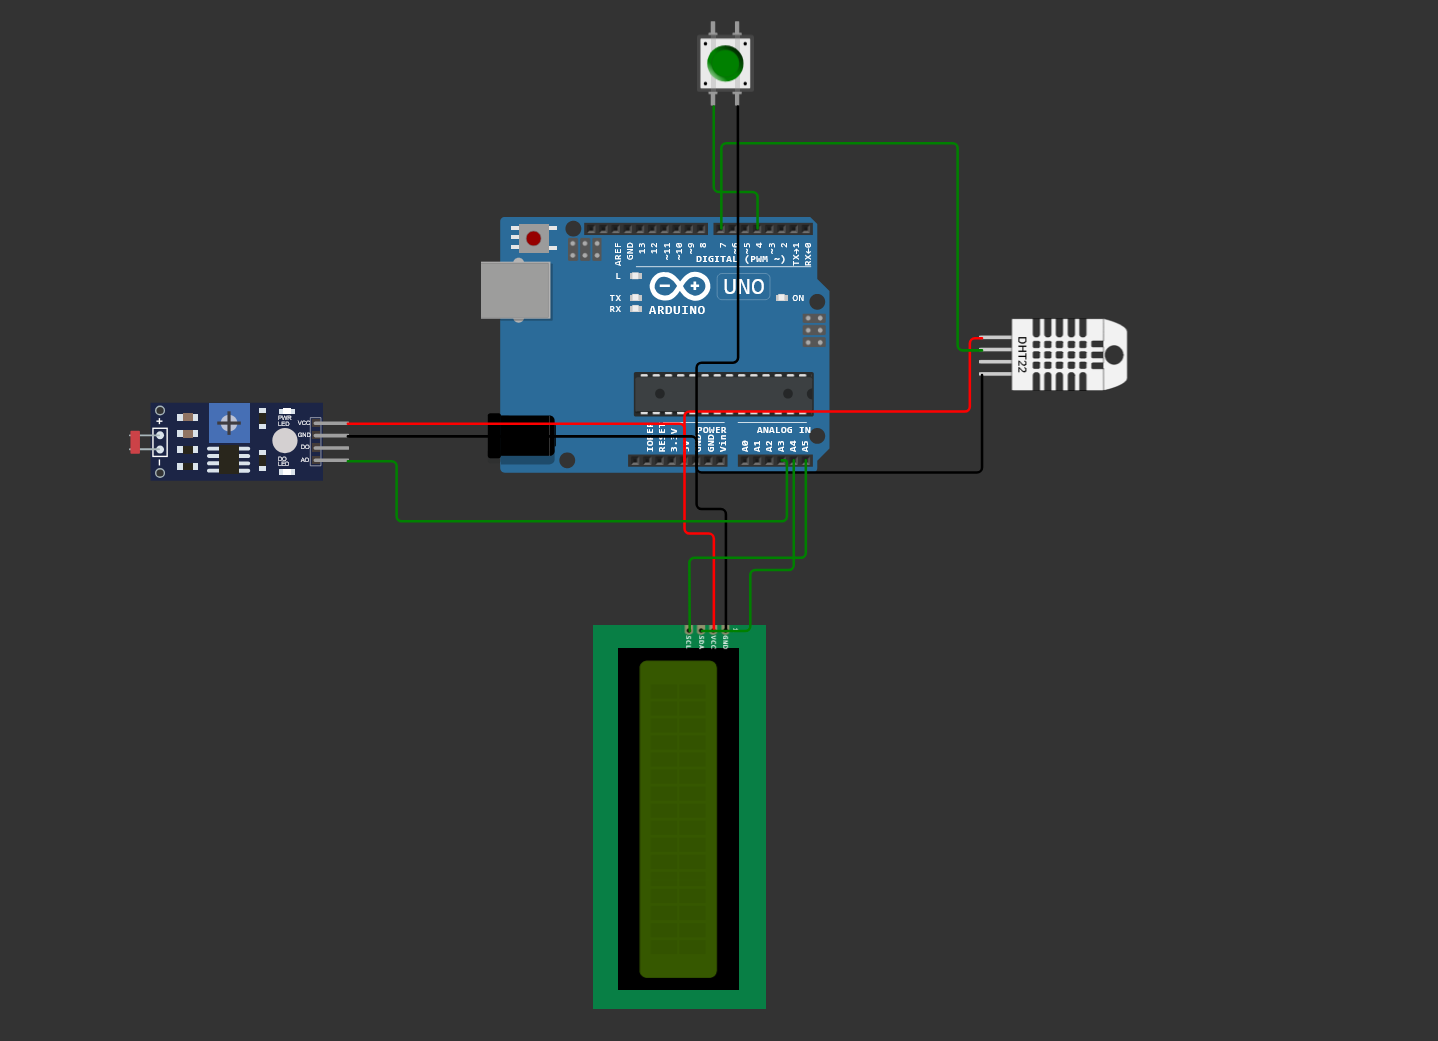 AREF
GND
13
12
~11
~10
~9
8
7
~6
~5
4
~3
2
TX→1
RX←0
DIGITAL (PWM ~)
L
TX
RX
UNO
ON
ARDUINO
DHT22
IOREF
RESET
3.3V
5V
GND
GND
Vin
POWER
ANALOG IN
A0
A1
A2
A3
A4
A5
+
PWR
LED
VCC
GND
DO
AO
DO
LED
SCL
SDA
VCC
GND